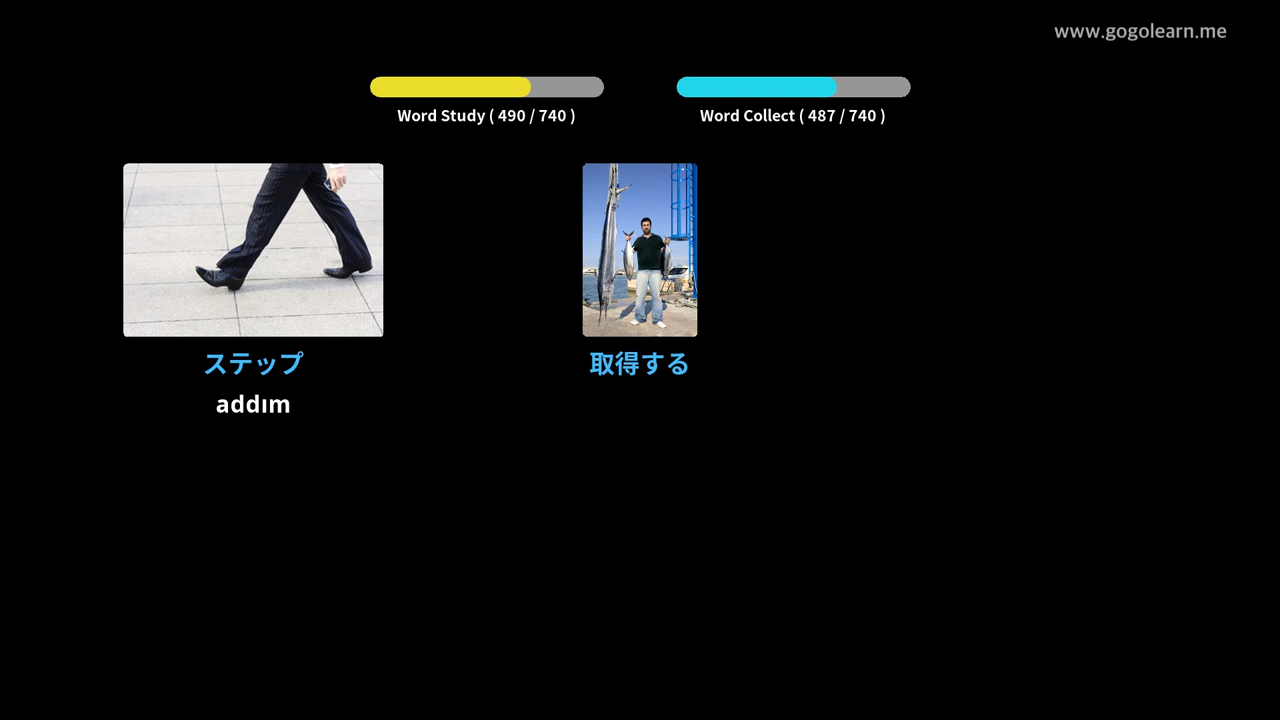 www.gogolearn.me
Word Study ( 490 / 740 )
Word Collect ( 487 / 740 )
ステップ
addım
取得する